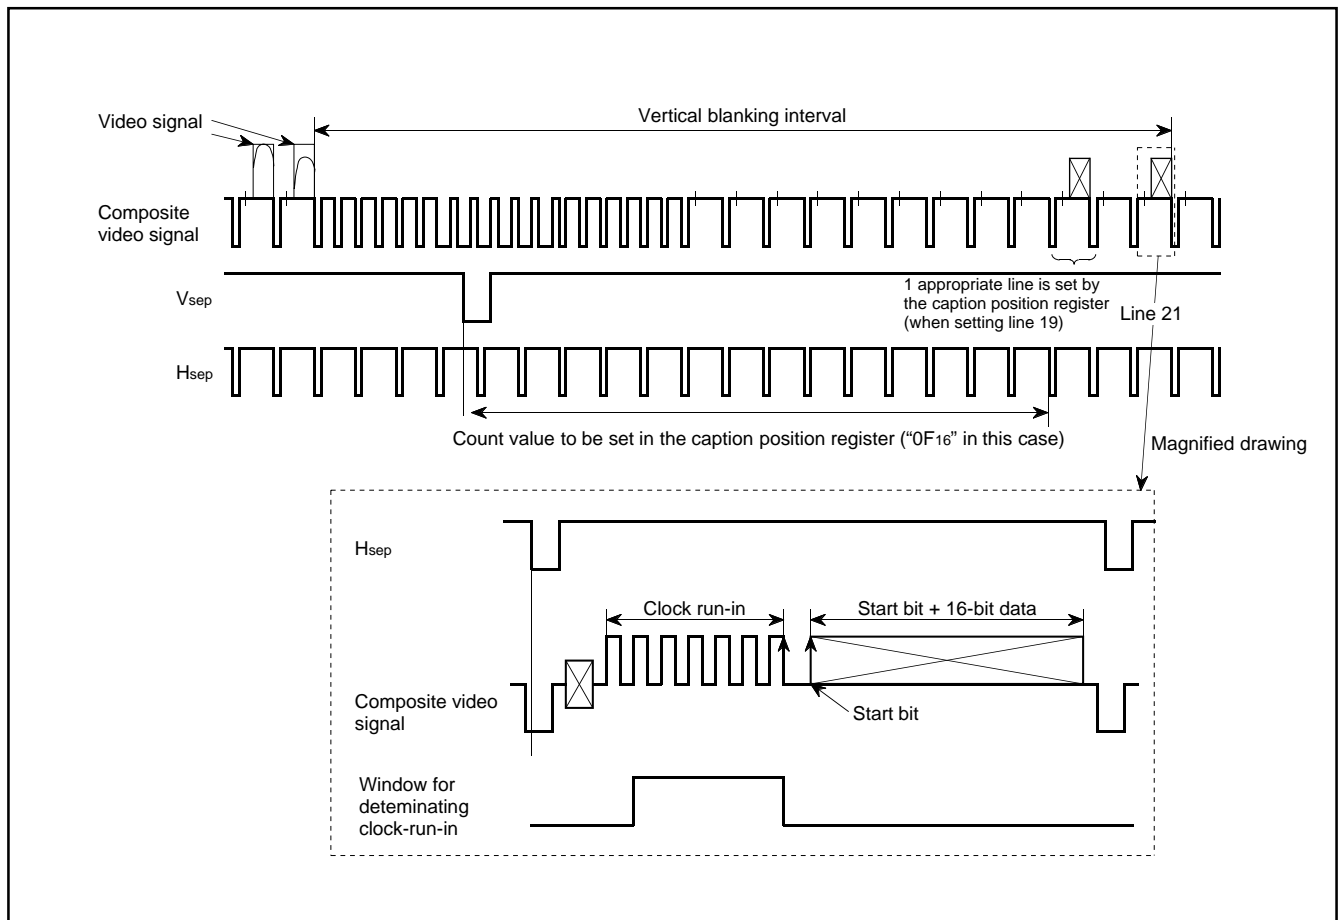 Video signal
Vertical blanking interval
Composite
video signal
Vsep
1 appropriate line is set by
the caption position register
(when setting line 19)
Line 21
Hsep
Count value to be set in the caption position register (“0F16” in this case)
Magnified drawing
Hsep
Clock run-in
Start bit + 16-bit data
Composite video
signal
Start bit
Window for
deteminating
clock-run-in